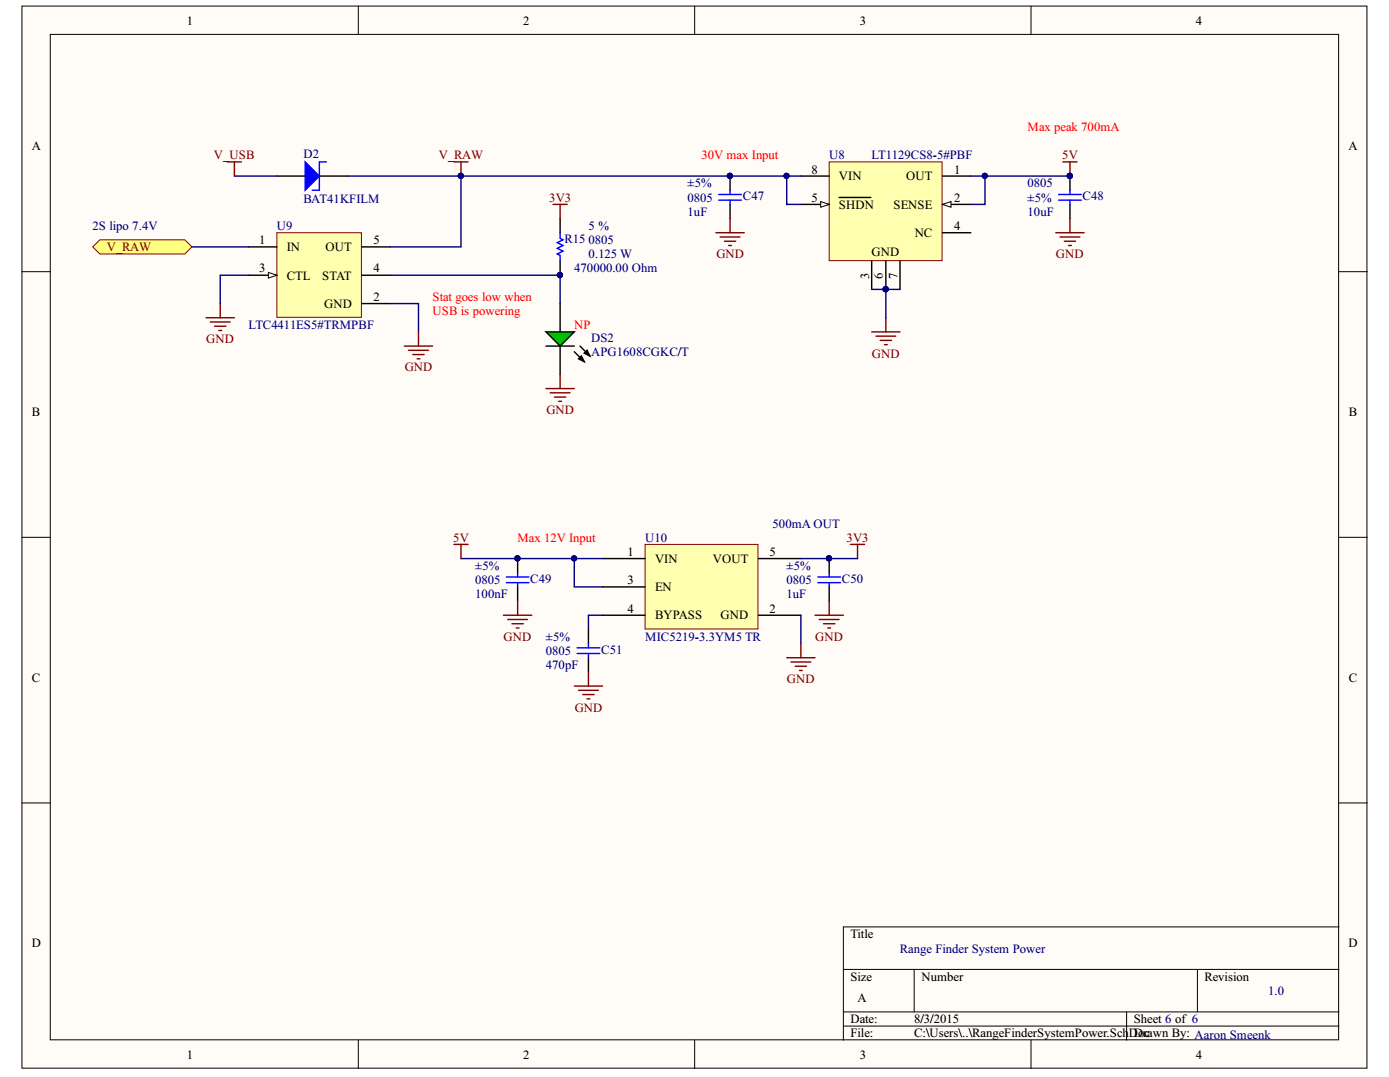 1 2 3 4
A A
Max peak 700mA
V_USB D2 V_RAW 30V max Input U8 LT1129CS8-5#PBF 5V
8 VIN OUT 1
BAT41KFILM
±5%
0805
1uF
C47
5 SHDN SENSE 2
0805
±5%
10uF
C48
NC 4
GND
3 6 7
GND
GND
GND
2S lipo 7.4V
V_RAW
U9
1 IN OUT 5
3 CTL STAT 4
GND 2
LTC4411ES5#TRMPBF
GND
GND
3V3
R15
5 %
0805
0.125 W
470000.00 Ohm
Stat goes low when
USB is powering
NP
DS2
APG1608CGKC/T
GND
B B
500mA OUT
5V Max 12V Input U10 3V3
1 VIN VOUT 5
±5%
0805
100nF
C49
3 EN
±5%
0805
1uF
C50
4 BYPASS GND 2
MIC5219-3.3YM5 TR
GND
±5%
0805
470pF
C51
GND
GND
GND
C C
D D
Title
Range Finder System Power
Size Number Revision
A 1.0
Date: 8/3/2015 Sheet 6 of 6
File: C:\Users\..\RangeFinderSystemPower.SchDoc Drawn By: Aaron Smeenk
1 2 3 4